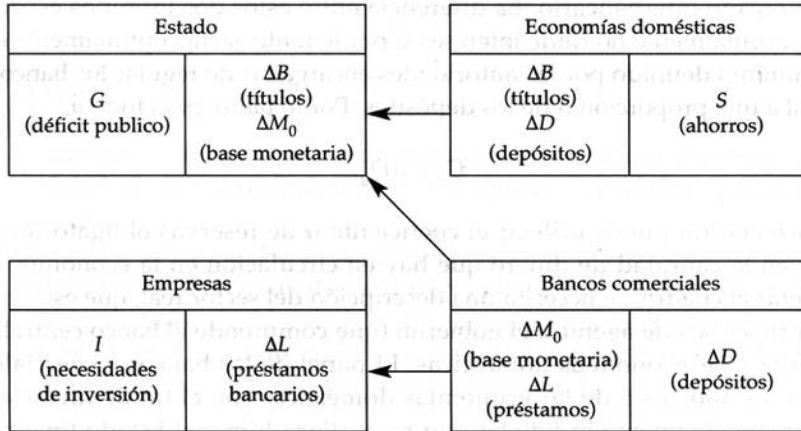 Estado
G
(déficit publico)
ΔB
(títulos)
ΔM₀
(base monetaria)
Economías domésticas
ΔB
(títulos)
ΔD
(depósitos)
S
(ahorros)
Empresas
I
(necesidades
de inversión)
ΔL
(préstamos
bancarios)
Bancos comerciales
ΔM₀
(base monetaria)
ΔL
(préstamos)
ΔD
(depósitos)